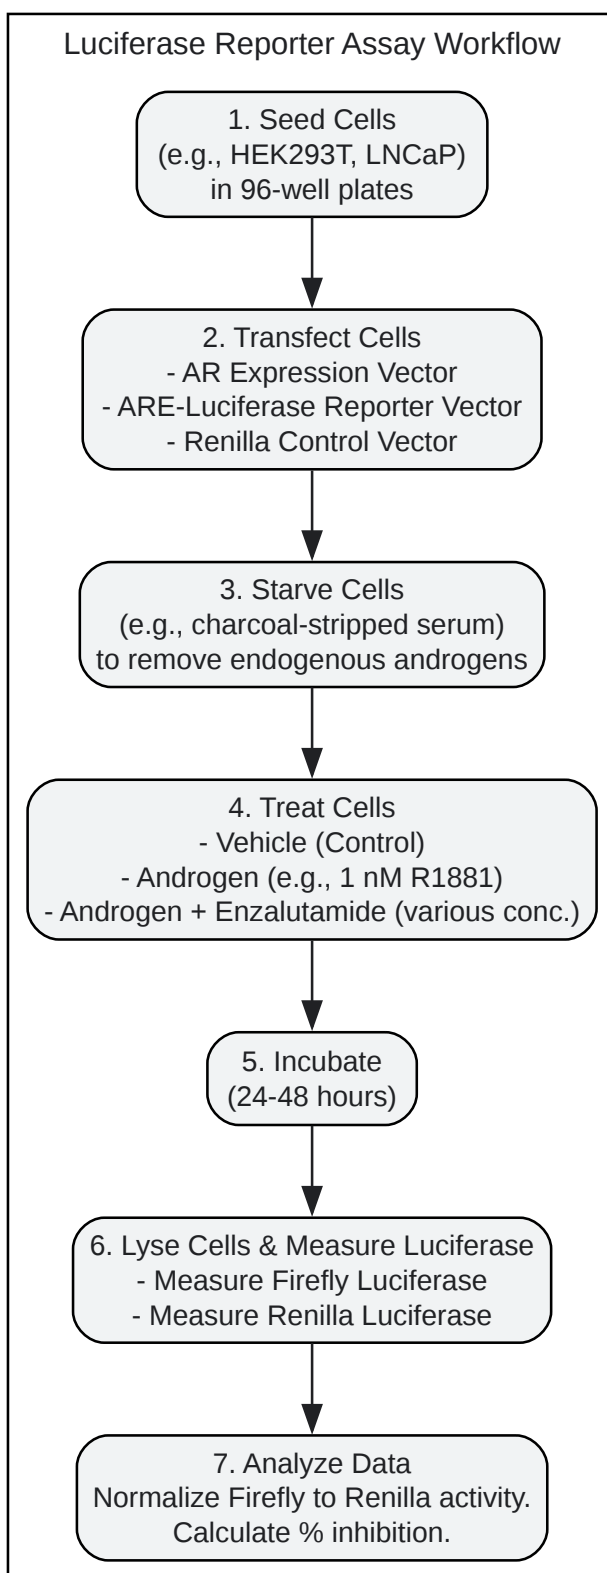 Luciferase Reporter Assay Workflow
1. Seed Cells
(e.g., HEK293T, LNCaP)
in 96-well plates
2. Transfect Cells
- AR Expression Vector
- ARE-Luciferase Reporter Vector
- Renilla Control Vector
3. Starve Cells
(e.g., charcoal-stripped serum)
to remove endogenous androgens
4. Treat Cells
- Vehicle (Control)
- Androgen (e.g., 1 nM R1881)
- Androgen + Enzalutamide (various conc.)
5. Incubate
(24-48 hours)
6. Lyse Cells & Measure Luciferase
- Measure Firefly Luciferase
- Measure Renilla Luciferase
7. Analyze Data
Normalize Firefly to Renilla activity.
Calculate % inhibition.